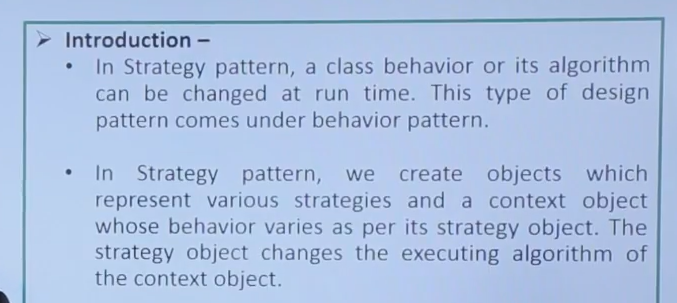 ➤ Introduction –
• In Strategy pattern, a class behavior or its algorithm
can be changed at run time. This type of design
pattern comes under behavior pattern.
• In Strategy pattern, we create objects which
represent various strategies and a context object
whose behavior varies as per its strategy object. The
strategy object changes the executing algorithm of
the context object.